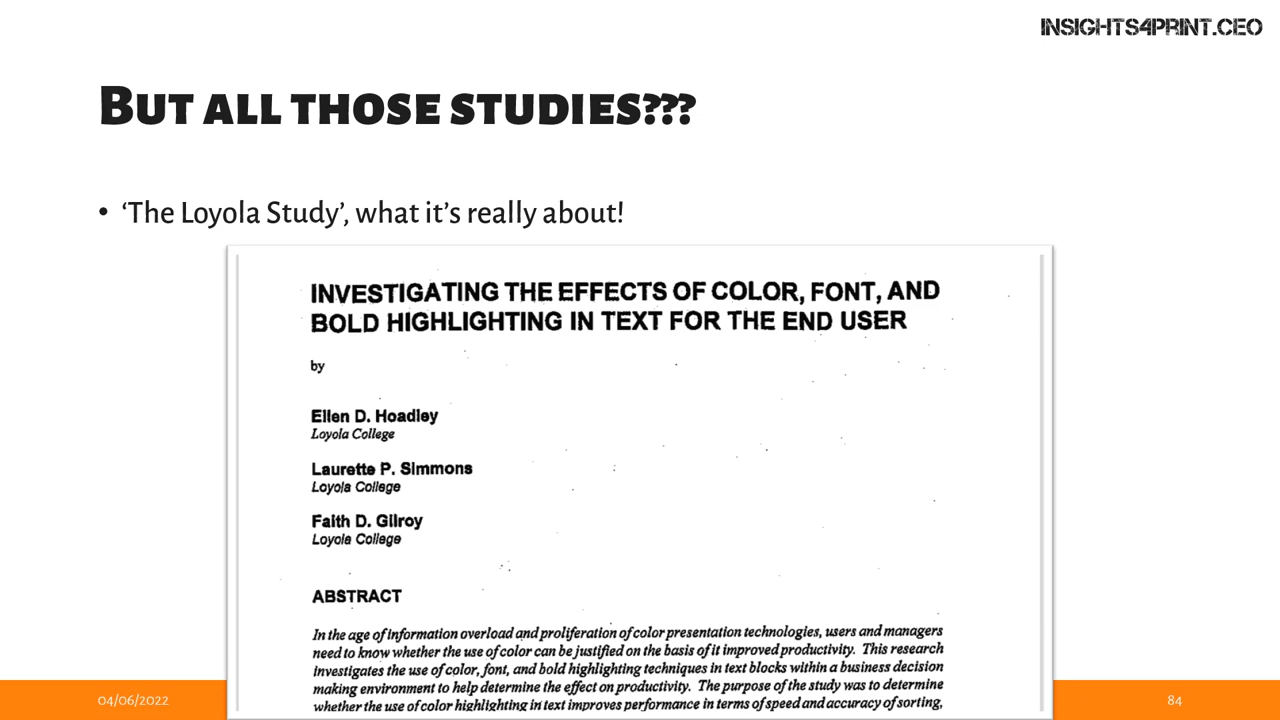 INSIGHTS4PRINT.CEO
But all those studies???
• ‘The Loyola Study’, what it’s really about!
INVESTIGATING THE EFFECTS OF COLOR, FONT, AND
BOLD HIGHLIGHTING IN TEXT FOR THE END USER
by
Ellen D. Hoadley
Loyola College
Laurette P. Simmons
Loyola College
Faith D. Gilroy
Loyola College
ABSTRACT
In the age of information overload and proliferation of color presentation technologies, users and managers
need to know whether the use of color can be justified on the basis of it improved productivity. This research
investigates the use of color, font, and bold highlighting techniques in text blocks within a business decision
making environment to help determine the effect on productivity. The purpose of the study was to determine
whether the use of color highlighting in text improves performance in terms of speed and accuracy of sorting,
04/06/2022
84